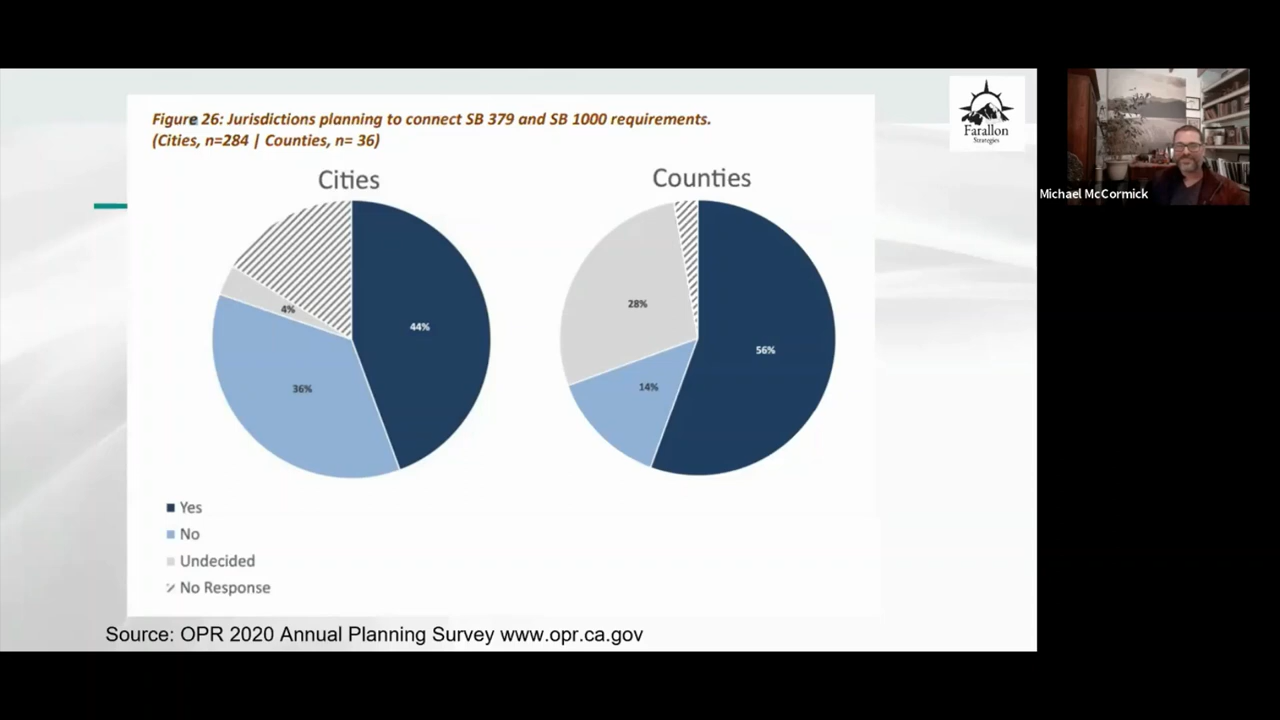 Figure 26: Jurisdictions planning to connect SB 379 and SB 1000 requirements.
(Cities, n=284 | Counties, n= 36)
Farallon
Strategies
Michael McCormick
Cities
Counties
44%
36%
4%
56%
14%
28%
Yes
No
Undecided
No Response
Source: OPR 2020 Annual Planning Survey www.opr.ca.gov